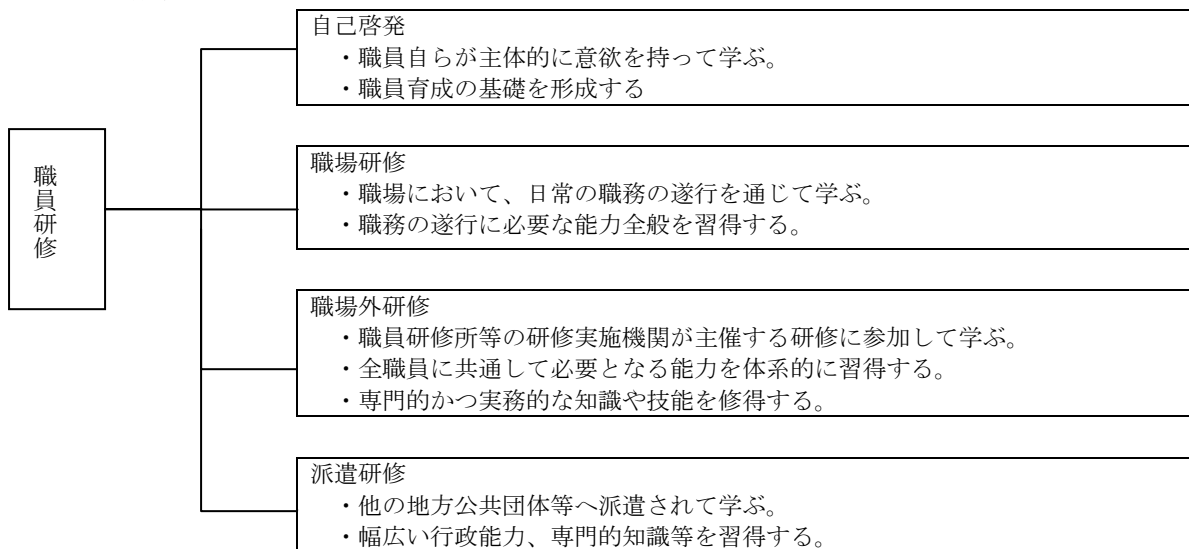 職員研修
自己啓発
・職員自らが主体的に意欲を持って学ぶ。
・職員育成の基礎を形成する
職場研修
・職場において、日常の職務の遂行を通じて学ぶ。
・職務の遂行に必要な能力全般を習得する。
職場外研修
・職員研修所等の研修実施機関が主催する研修に参加して学ぶ。
・全職員に共通して必要となる能力を体系的に習得する。
・専門的かつ実務的な知識や技能を修得する。
派遣研修
・他の地方公共団体等へ派遣されて学ぶ。
・幅広い行政能力、専門的知識等を習得する。